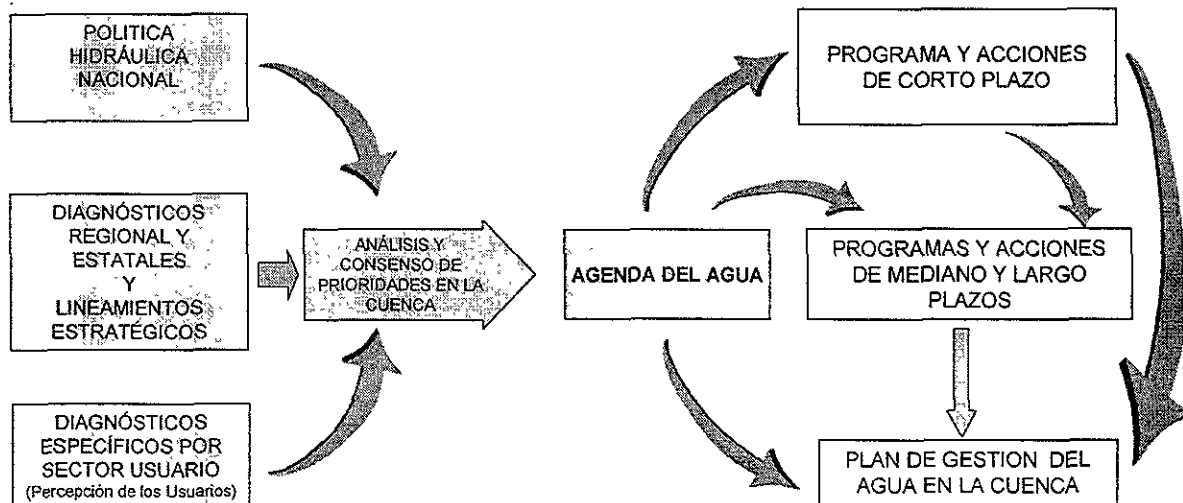 POLITICA
HIDRÁULICA
NACIONAL
DIAGNÓSTICOS
REGIONAL Y
ESTATALES
Y
LINEAMIENTOS
ESTRATÉGICOS
DIAGNÓSTICOS
ESPECÍFICOS POR
SECTOR USUARIO
(Percepción de los Usuarios)
ANÁLISIS Y
CONSENSO DE
PRIORIDADES EN LA
CUENCA
AGENDA DEL AGUA
PROGRAMA Y ACCIONES
DE CORTO PLAZO
PROGRAMAS Y ACCIONES
DE MEDIANO Y LARGO
PLAZOS
PLAN DE GESTION DEL
AGUA EN LA CUENCA